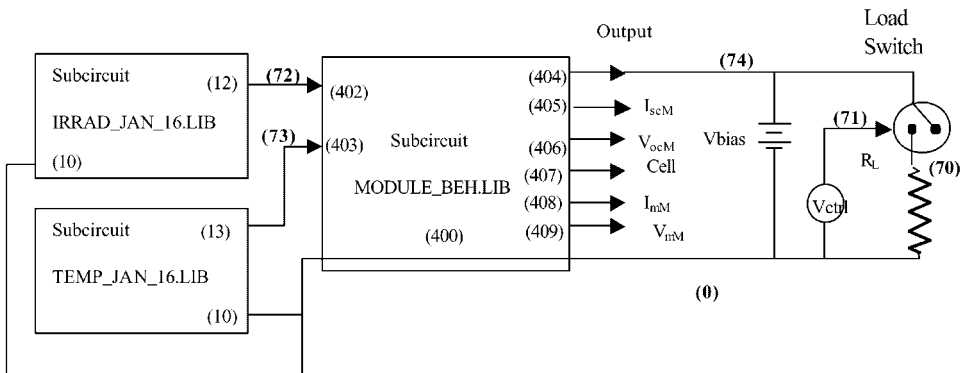 Subcircuit
(12)
IRRAD_JAN_16.LIB
(10)
Subcircuit
(13)
TEMP_JAN_16.LIB
(10)
(72)
(73)
(402)
(403)
Subcircuit
MODULE_BEH.LIB
(400)
(404)
(405)
(406)
(407)
(408)
(409)
Output
IscM
VocM
Cell
ImM
VmM
(74)
Vbias
(71)
Vctrl
Load
Switch
RL
(70)
(0)